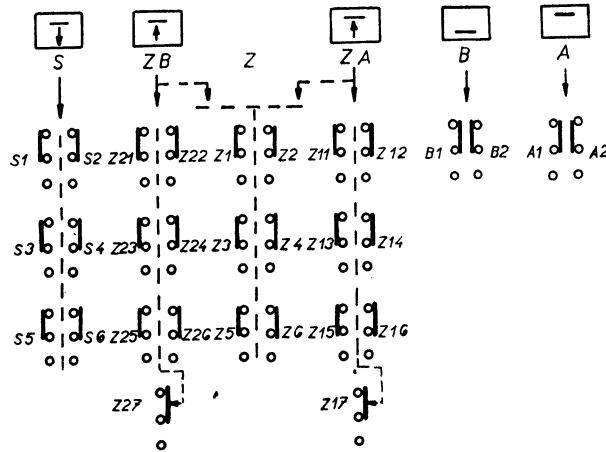 S ZB Z ZA B A
S1 S2 Z21 Z22 Z1 Z2 Z11 Z12 B1 B2 A1 A2
S3 S4 Z23 Z24 Z3 Z4 Z13 Z14
S5 S6 Z25 Z26 Z5 Z6 Z15 Z16
Z27 Z17